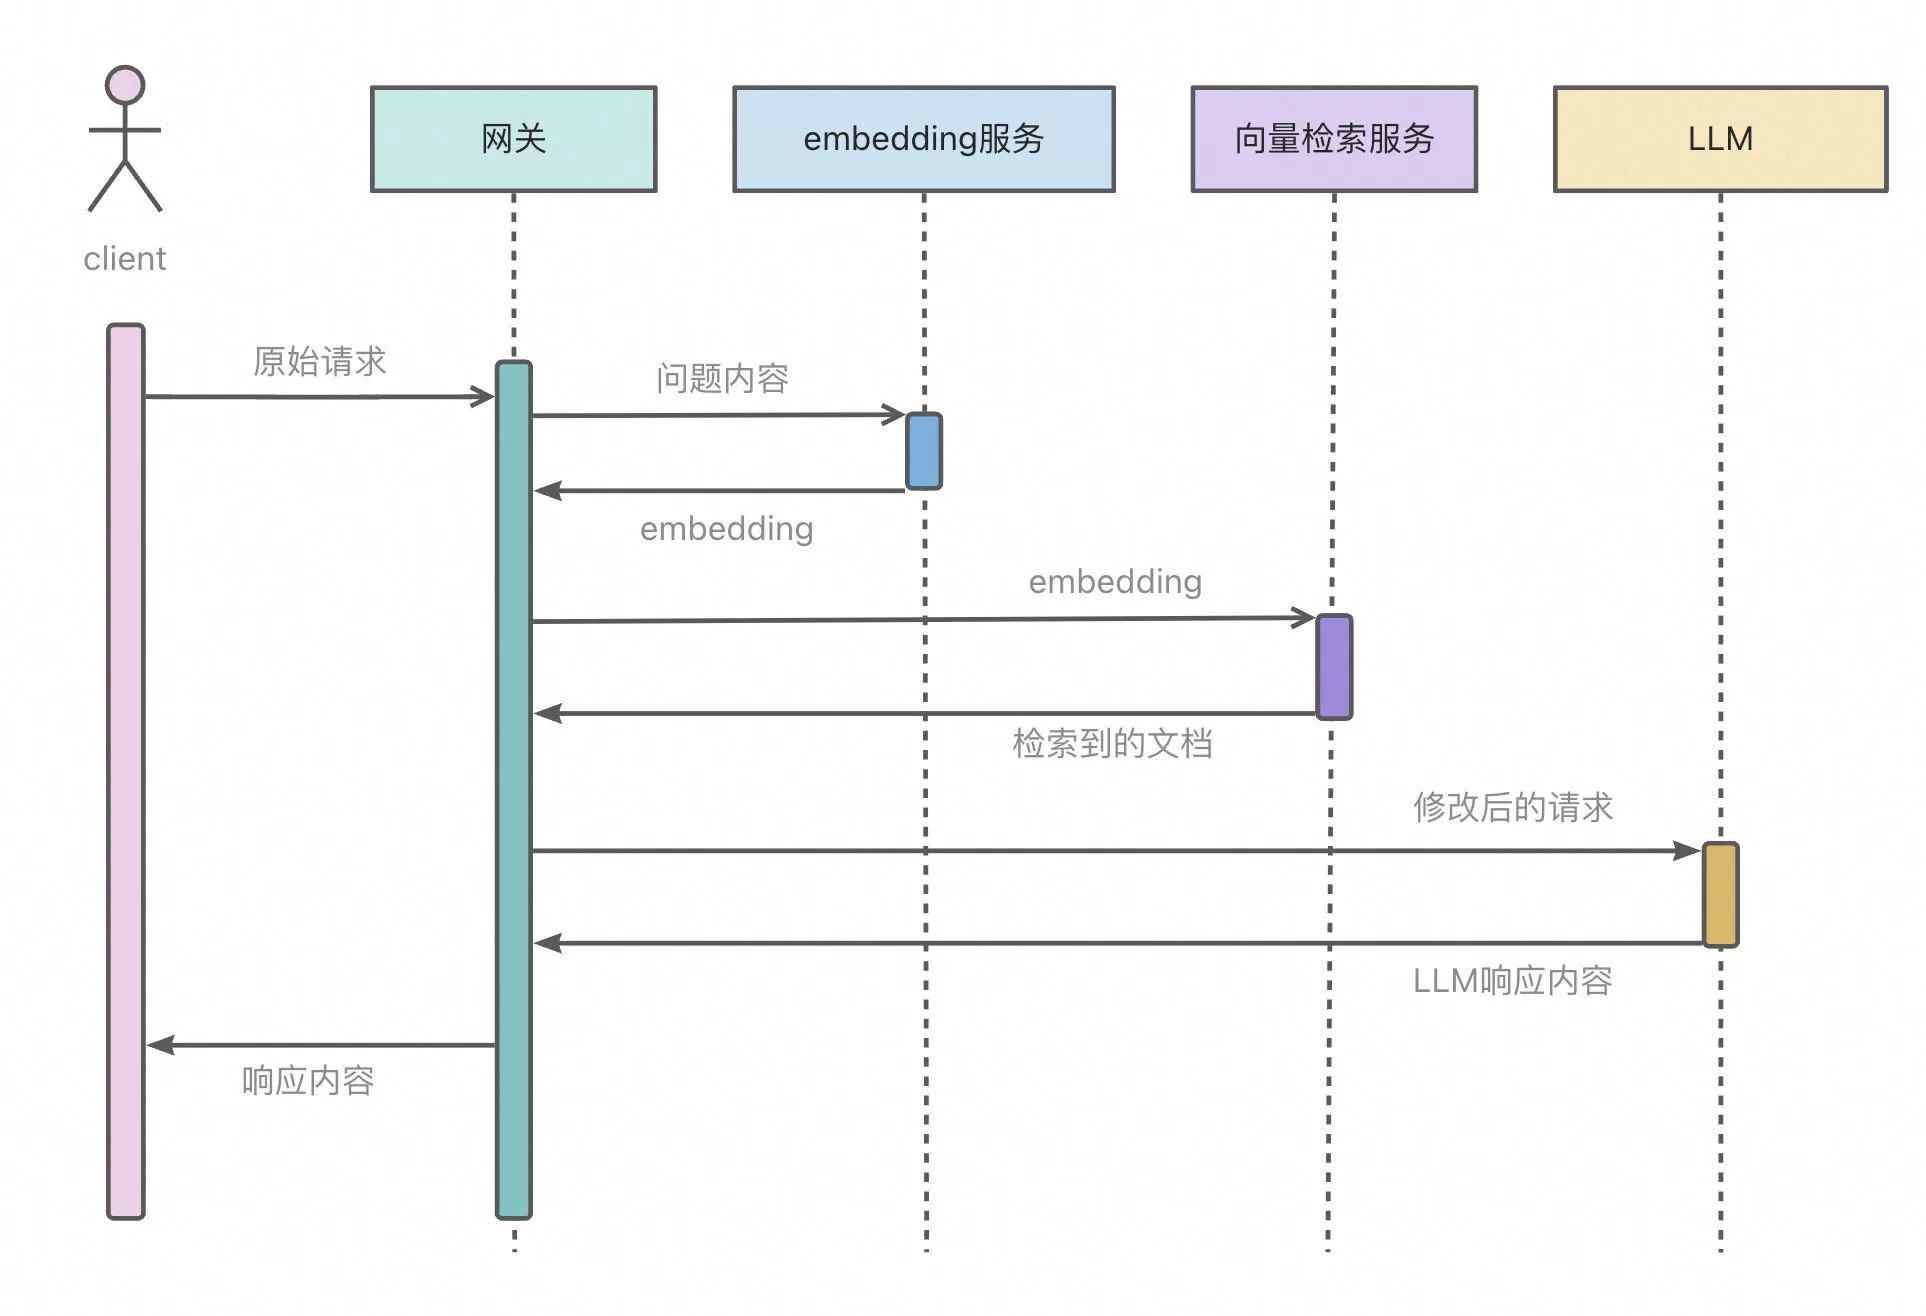 网关
embedding服务
向量检索服务
LLM
client
原始请求
问题内容
embedding
embedding
检索到的文档
修改后的请求
LLM响应内容
响应内容